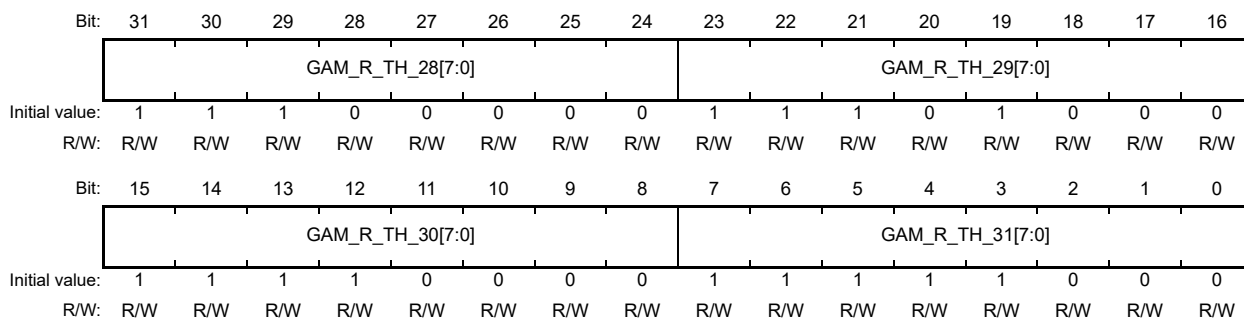 Bit: 31 30 29 28 27 26 25 24 23 22 21 20 19 18 17 16
GAM_R_TH_28[7:0] GAM_R_TH_29[7:0]
Initial value: 1 1 1 0 0 0 0 0 1 1 1 0 1 0 0 0
R/W: R/W R/W R/W R/W R/W R/W R/W R/W R/W R/W R/W R/W R/W R/W R/W R/W
Bit: 15 14 13 12 11 10 9 8 7 6 5 4 3 2 1 0
GAM_R_TH_30[7:0] GAM_R_TH_31[7:0]
Initial value: 1 1 1 1 0 0 0 0 1 1 1 1 1 0 0 0
R/W: R/W R/W R/W R/W R/W R/W R/W R/W R/W R/W R/W R/W R/W R/W R/W R/W